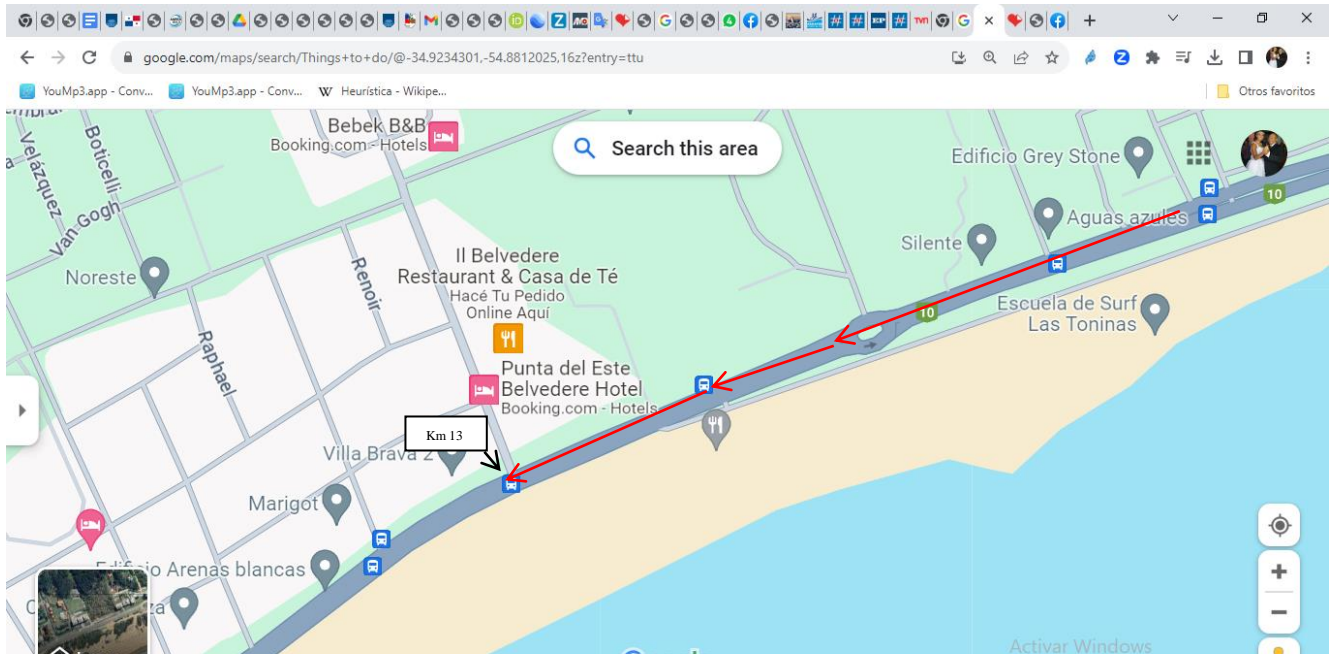 google.com/maps/search/Things+to+do/@-34.9234301,-54.8812025,16z?entry=ttu
YouMp3.app - Conv...
YouMp3.app - Conv...
W Heurística - Wikipe...
Otros favoritos
Velázquez
Boticelli
Van Gogh
Bebek B&B
Booking.com - Hotels
Search this area
Edificio Grey Stone
10
Aguas azules
Silente
Noreste
Renoir
Il Belvedere
Restaurant & Casa de Té
Hacé Tu Pedido
Online Aquí
10
Escuela de Surf
Las Toninas
Raphael
Punta del Este
Belvedere Hotel
Booking.com - Hotels
Km 13
Villa Brava 2
Marigot
Edificio Arenas blancas
Activar Windows